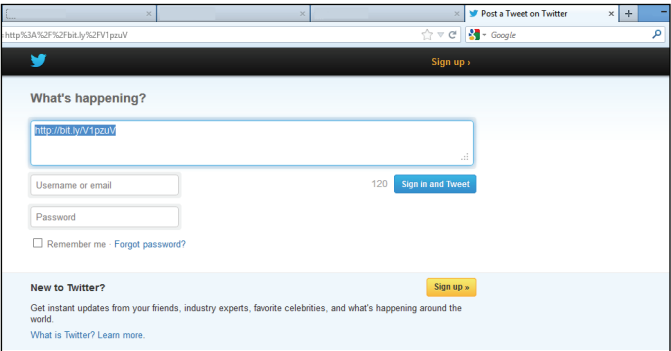 Post a Tweet on Twitter
http%3A%2F%2Fbit.ly%2FV1pzuV
Google
Sign up ›
What's happening?
http://bit.ly/V1pzuV
Username or email
120
Sign in and Tweet
Password
Remember me · Forgot password?
New to Twitter?
Sign up »
Get instant updates from your friends, industry experts, favorite celebrities, and what's happening around the
world.
What is Twitter? Learn more.